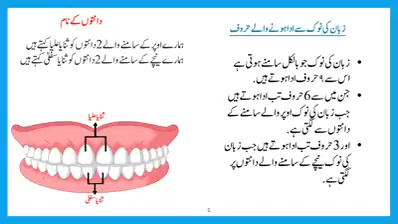 زبان کی نوک سے ادا ہونے والے حروف
زبان کی نوک جو بالکل سامنے ہوتی ہے
اس سے ۹ حروف ادا ہوتے ہیں.
جن میں سے 6 حروف تب ادا ہوتے ہیں
جب زبان کی نوک اوپر والے سامنے کے
دانتوں سے لگتی ہے.
اور 3 حروف تب ادا ہوتے ہیں جب زبان
کی نوک نیچے کے سامنے والے دانتوں پر
لگتی ہے.
دانتوں کے نام
ہمارے اوپر کے سامنے والے 2 دانتوں کو ثنایا علیا کہتے ہیں
ہمارے نیچے کے سامنے والے 2 دانتوں کو ثنایا سفلیٰ کہتے ہیں
ثنایا علیا
ثنایا سفلی